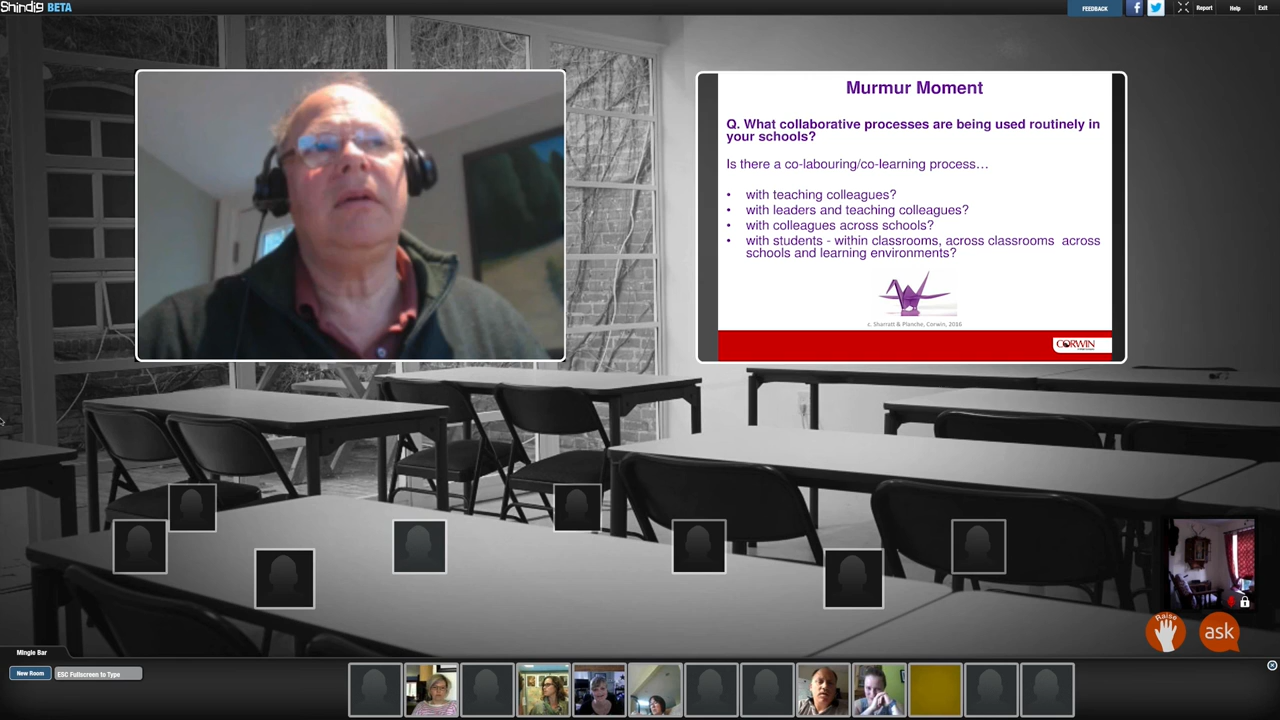 Shindig BETA
FEEDBACK
Report
Help
Exit
Murmur Moment
Q. What collaborative processes are being used routinely in
your schools?
Is there a co-labouring/co-learning process…
• with teaching colleagues?
• with leaders and teaching colleagues?
• with colleagues across schools?
• with students - within classrooms, across classrooms across
schools and learning environments?
c. Sharratt & Planche, Corwin, 2016
CORWIN
Raise
ask
Mingle Bar
New Room
ESC Fullscreen to Type